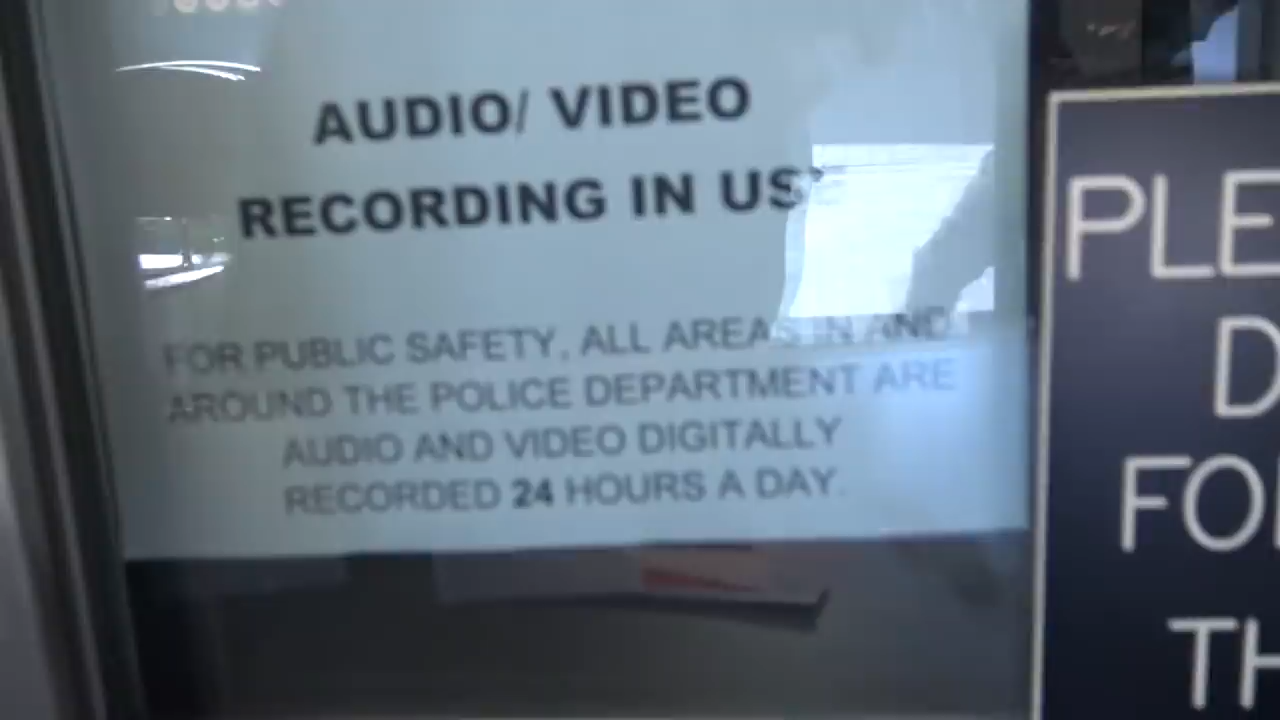 AUDIO/ VIDEO
RECORDING IN USE
FOR PUBLIC SAFETY, ALL AREAS IN AND
AROUND THE POLICE DEPARTMENT ARE
AUDIO AND VIDEO DIGITALLY
RECORDED 24 HOURS A DAY.
PLE
D
FO
TH